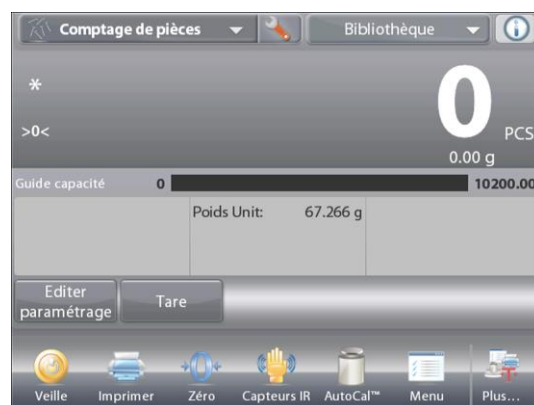 Comptage de pièces
Bibliothèque
*
0
>0<
PCS
0.00 g
Guide capacité 0 10200.00
Poids Unit: 67.266 g
Editer
paramétrage
Tare
Veille Imprimer Zéro Capteurs IR AutoCal™ Menu Plus...